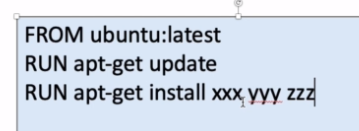 FROM ubuntu:latest
RUN apt-get update
RUN apt-get install xxx yyy zzz